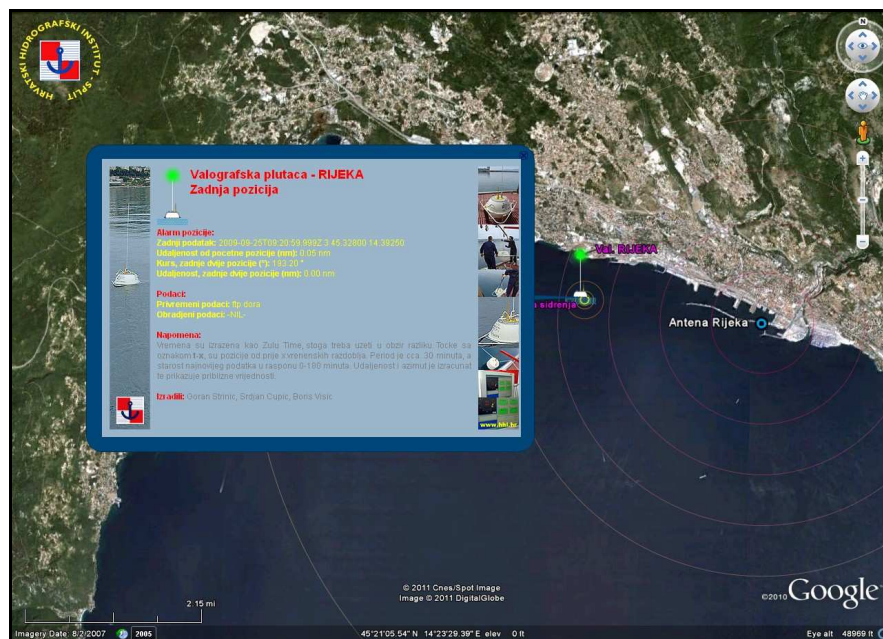 HRVATSKI HIDROGRAFSKI INSTITUT - SPLIT
N
Valografska plutaca - RIJEKA
Zadnja pozicija
Alarm pozicije:
Zadnji podatak: 2009-09-25T09:20:59.999Z 3 45.32800 14.39250
Udaljenost od pocetne pozicije (nm): 0.05 nm
Kurs, zadnje dvije pozicije (°): 193.20 °
Udaljenost, zadnje dvije pozicije (nm): 0.00 nm
Podaci:
Privremeni podaci: ftp dora
Obradjeni podaci: -NIL-
Napomena:
Vremena su izrazena kao Zulu Time, stoga treba uzeti u obzir razliku. Tocke sa
oznakom t-x, su pozicije od prije x vremenskih razdoblja. Period je cca. 30 minuta, a
starost najnovijeg podatka u rasponu 0-180 minuta. Udaljenost i azimut je izracunat
te prikazuje priblizne vrijednosti.
Izradili: Goran Strinic, Srdjan Cupic, Boris Visic
www.hhi.hr
Val. RIJEKA
a sidrenja
Antena Rijeka
2.15 mi
© 2011 Cnes/Spot Image
Image © 2011 DigitalGlobe
©2010 Google
Imagery Date: 8/2/2007
2005
45°21'05.54" N 14°23'29.39" E elev 0 ft
Eye alt 48969 ft